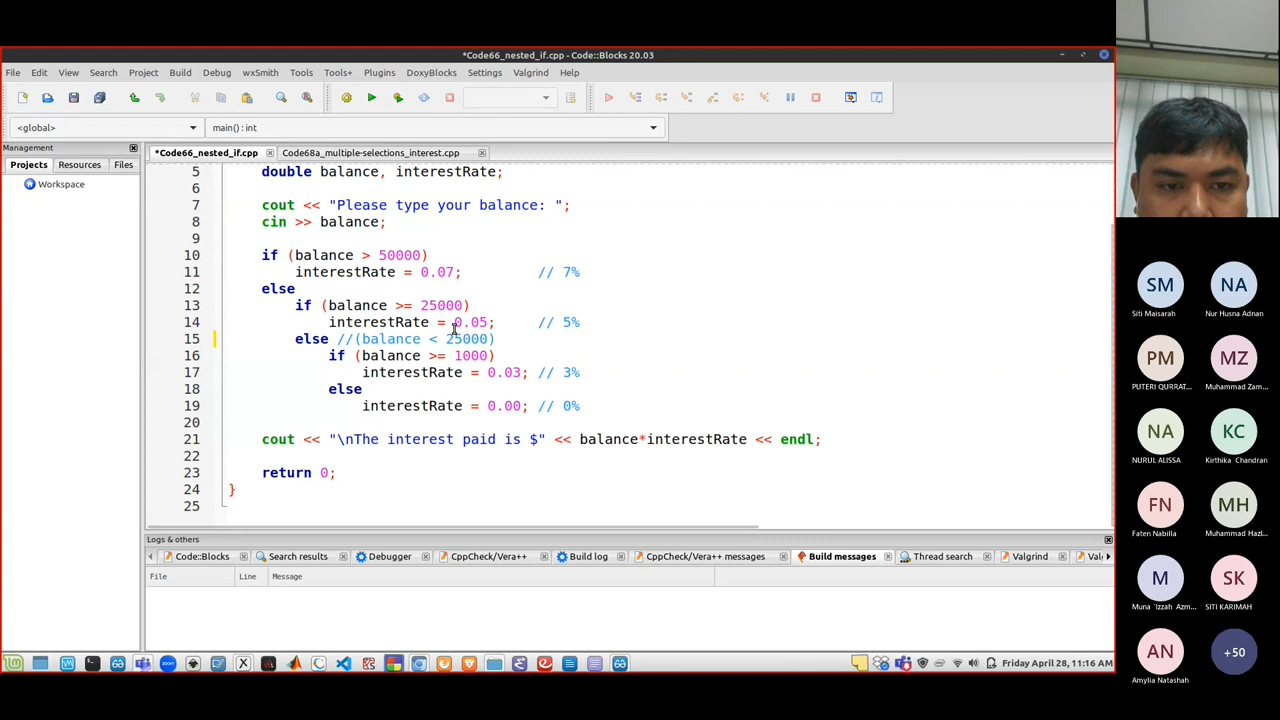 *Code66_nested_if.cpp - Code::Blocks 20.03
File Edit View Search Project Build Debug wxSmith Tools Tools+ Plugins DoxyBlocks Settings Valgrind Help
<global> main() : int
Management
*Code66_nested_if.cpp Code68a_multiple-selections_interest.cpp
Projects Resources Files
Workspace
5 double balance, interestRate;
6
7 cout << "Please type your balance: ";
8 cin >> balance;
9
10 if (balance > 50000)
11 interestRate = 0.07; // 7%
12 else
13 if (balance >= 25000)
14 interestRate = 0.05; // 5%
15 else //(balance < 25000)
16 if (balance >= 1000)
17 interestRate = 0.03; // 3%
18 else
19 interestRate = 0.00; // 0%
20
21 cout << "\nThe interest paid is $" << balance*interestRate << endl;
22
23 return 0;
24 }
25
Logs & others
Code::Blocks Search results Debugger CppCheck/Vera++ Build log CppCheck/Vera++ messages Build messages Thread search Valgrind Val
File Line Message
Friday April 28, 11:16 AM
SM NA
Siti Maisarah Nur Husna Adnan
PM MZ
PUTERI QURRAT... Muhammad Zam...
NA KC
NURUL ALISSA Kirthika Chandran
FN MH
Faten Nabilla Muhammad Hazi...
M SK
Muna 'Izzah Azm... SITI KARIMAH
AN +50
Amylia Natashah